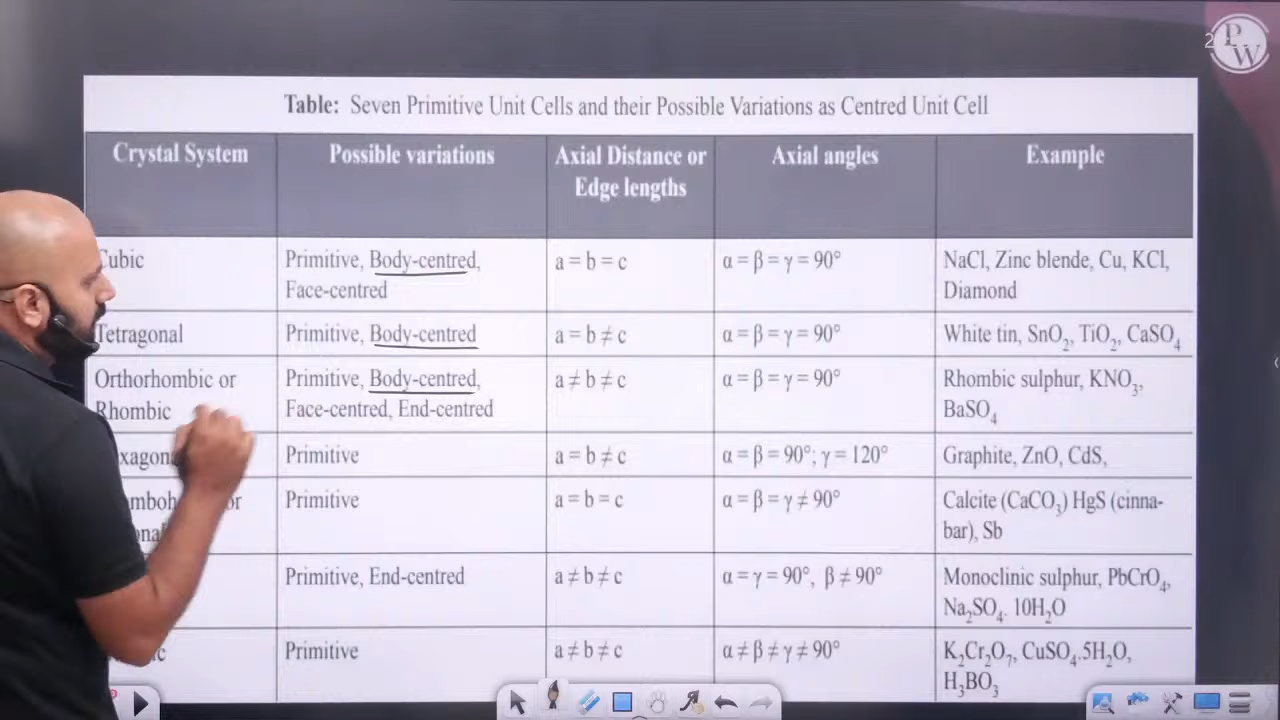 2
PW
Table: Seven Primitive Unit Cells and their Possible Variations as Centred Unit Cell
Crystal System Possible variations Axial Distance or Edge lengths Axial angles Example
Cubic Primitive, Body-centred, a = b = c α = β = γ = 90° NaCl, Zinc blende, Cu, KCl,
Face-centred Diamond
Tetragonal Primitive, Body-centred a = b ≠ c α = β = γ = 90° White tin, SnO₂, TiO₂, CaSO₄
Orthorhombic or Primitive, Body-centred, a ≠ b ≠ c α = β = γ = 90° Rhombic sulphur, KNO₃,
Rhombic Face-centred, End-centred BaSO₄
Primitive a = b ≠ c α = β = 90°; γ = 120° Graphite, ZnO, CdS,
or Primitive a = b = c α = β = γ ≠ 90° Calcite (CaCO₃) HgS (cinna-
bar), Sb
Primitive, End-centred a ≠ b ≠ c α = γ = 90°, β ≠ 90° Monoclinic sulphur, PbCrO₄,
Na₂SO₄. 10H₂O
Primitive a ≠ b ≠ c α ≠ β ≠ γ ≠ 90° K₂Cr₂O₇, CuSO₄.5H₂O,
H₃BO₃